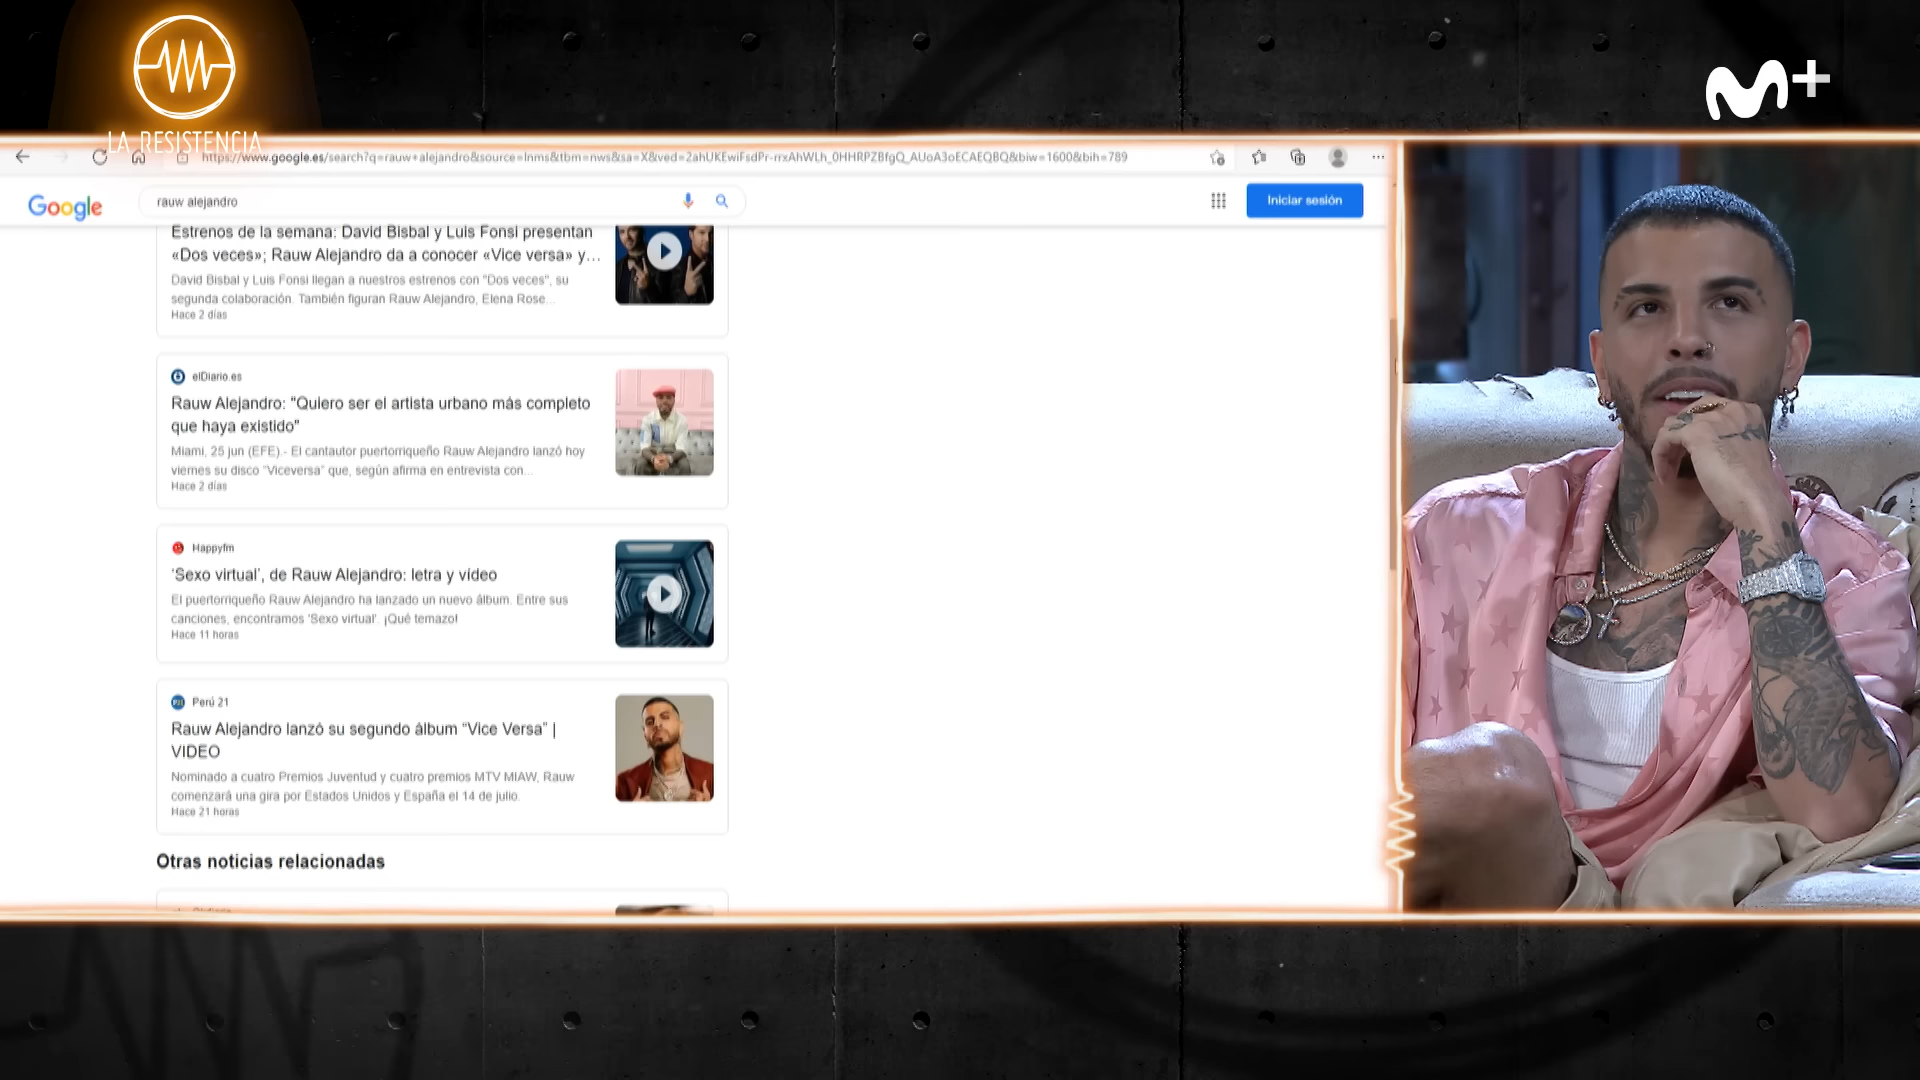 LA RESISTENCIA
M+
https://www.google.es/search?q=rauw+alejandro&source=lnms&tbm=nws&sa=X&ved=2ahUKEwiFsdPr-rrxAhWLh_0HHRPZBfgQ_AUoA3oECAEQBQ&biw=1600&bih=789
Google
rauw alejandro
Iniciar sesión
Estrenos de la semana: David Bisbal y Luis Fonsi presentan
«Dos veces»; Rauw Alejandro da a conocer «Vice versa» y...
David Bisbal y Luis Fonsi llegan a nuestros estrenos con "Dos veces", su
segunda colaboración. También figuran Rauw Alejandro, Elena Rose...
Hace 2 días
elDiario.es
Rauw Alejandro: "Quiero ser el artista urbano más completo
que haya existido"
Miami, 25 jun (EFE).- El cantautor puertorriqueño Rauw Alejandro lanzó hoy
viernes su disco "Viceversa" que, según afirma en entrevista con...
Hace 2 días
Happyfm
'Sexo virtual', de Rauw Alejandro: letra y vídeo
El puertorriqueño Rauw Alejandro ha lanzado un nuevo álbum. Entre sus
canciones, encontramos 'Sexo virtual'. ¡Qué temazo!
Hace 11 horas
Perú 21
Rauw Alejandro lanzó su segundo álbum "Vice Versa" |
VIDEO
Nominado a cuatro Premios Juventud y cuatro premios MTV MIAW, Rauw
comenzará una gira por Estados Unidos y España el 14 de julio.
Hace 21 horas
Otras noticias relacionadas